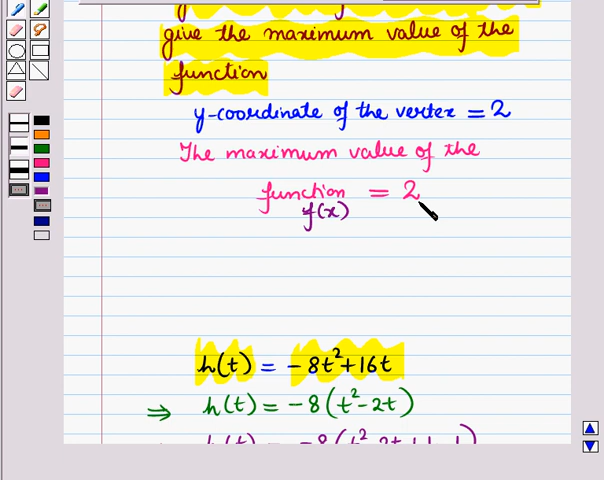 give the maximum value of the
function
y-coordinate of the vertex = 2
The maximum value of the
function = 2
f(x)
h(t) = -8t²+16t
⇒ h(t) = -8(t²-2t)